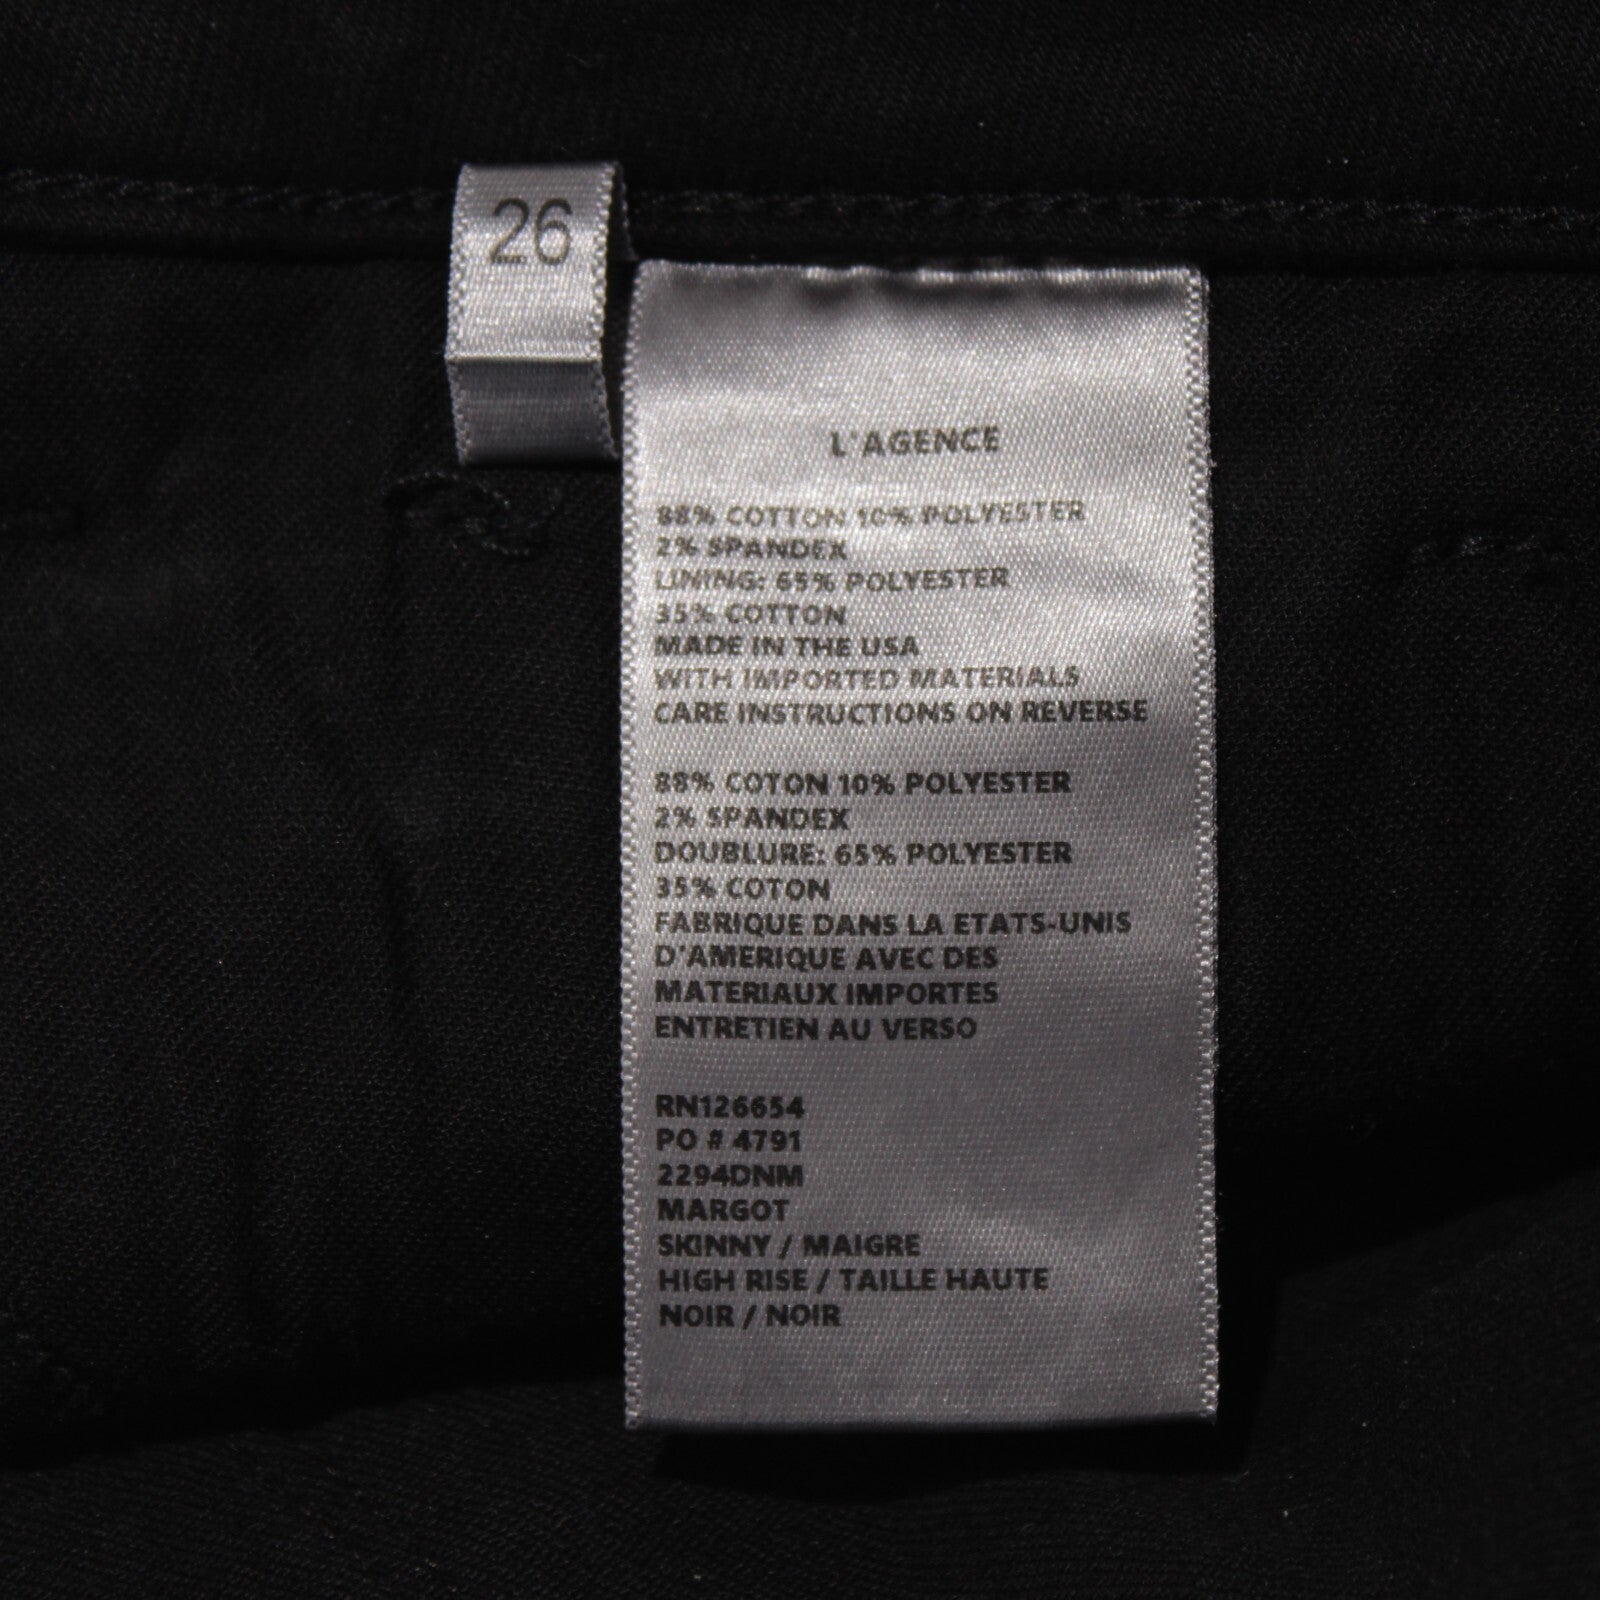 26
L'AGENCE
88% COTTON 10% POLYESTER
2% SPANDEX
LINING: 65% POLYESTER
35% COTTON
MADE IN THE USA
WITH IMPORTED MATERIALS
CARE INSTRUCTIONS ON REVERSE
88% COTON 10% POLYESTER
2% SPANDEX
DOUBLURE: 65% POLYESTER
35% COTON
FABRIQUE DANS LA ETATS-UNIS
D'AMERIQUE AVEC DES
MATERIAUX IMPORTES
ENTRETIEN AU VERSO
RN126654
PO # 4791
2294DNM
MARGOT
SKINNY / MAIGRE
HIGH RISE / TAILLE HAUTE
NOIR / NOIR